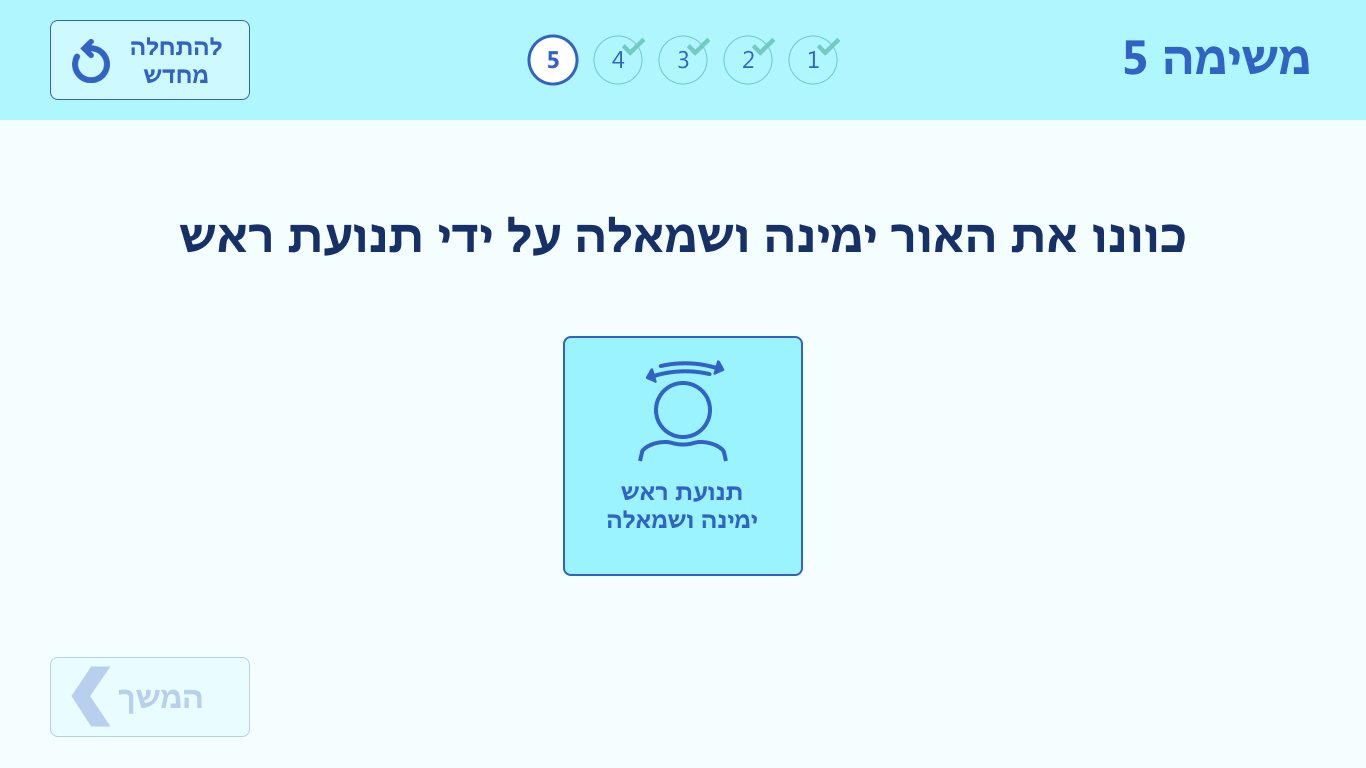 משימה 5
1
2
3
4
5
להתחלה
מחדש
כוונו את האור ימינה ושמאלה על ידי תנועת ראש
תנועת ראש
ימינה ושמאלה
המשך